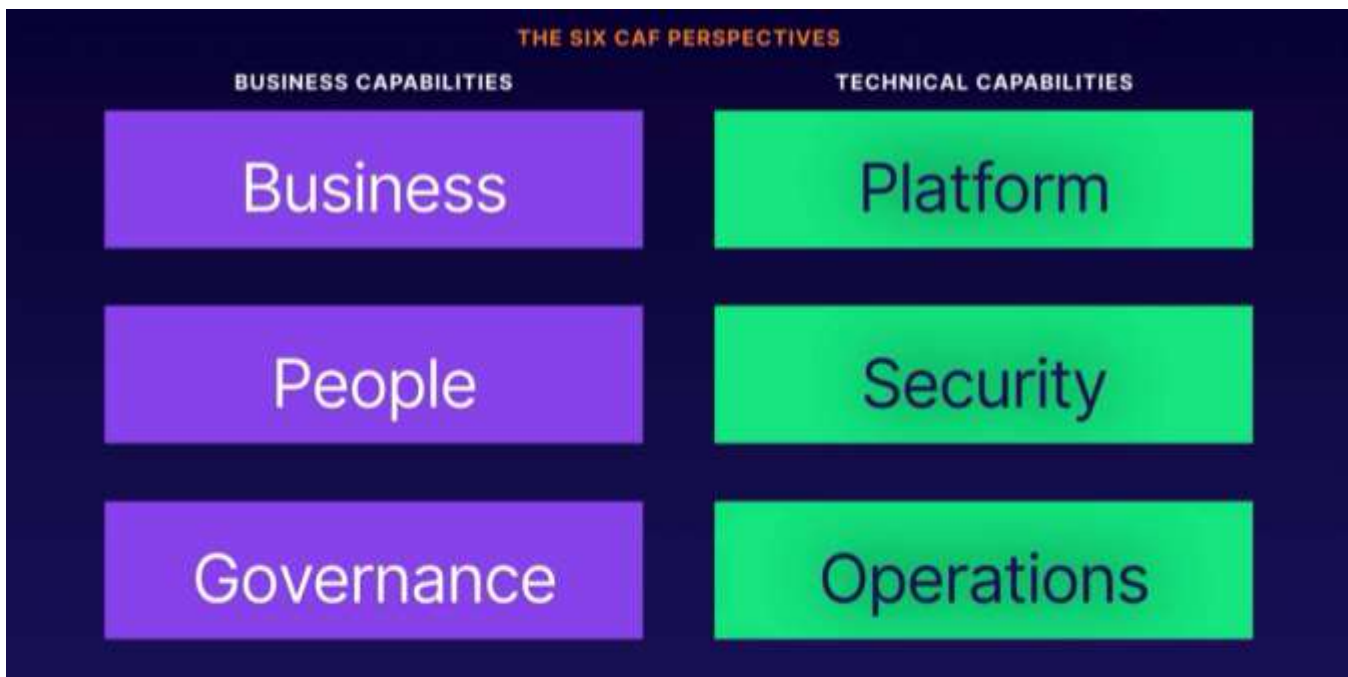 THE SIX CAF PERSPECTIVES
BUSINESS CAPABILITIES
Business
People
Governance
TECHNICAL CAPABILITIES
Platform
Security
Operations